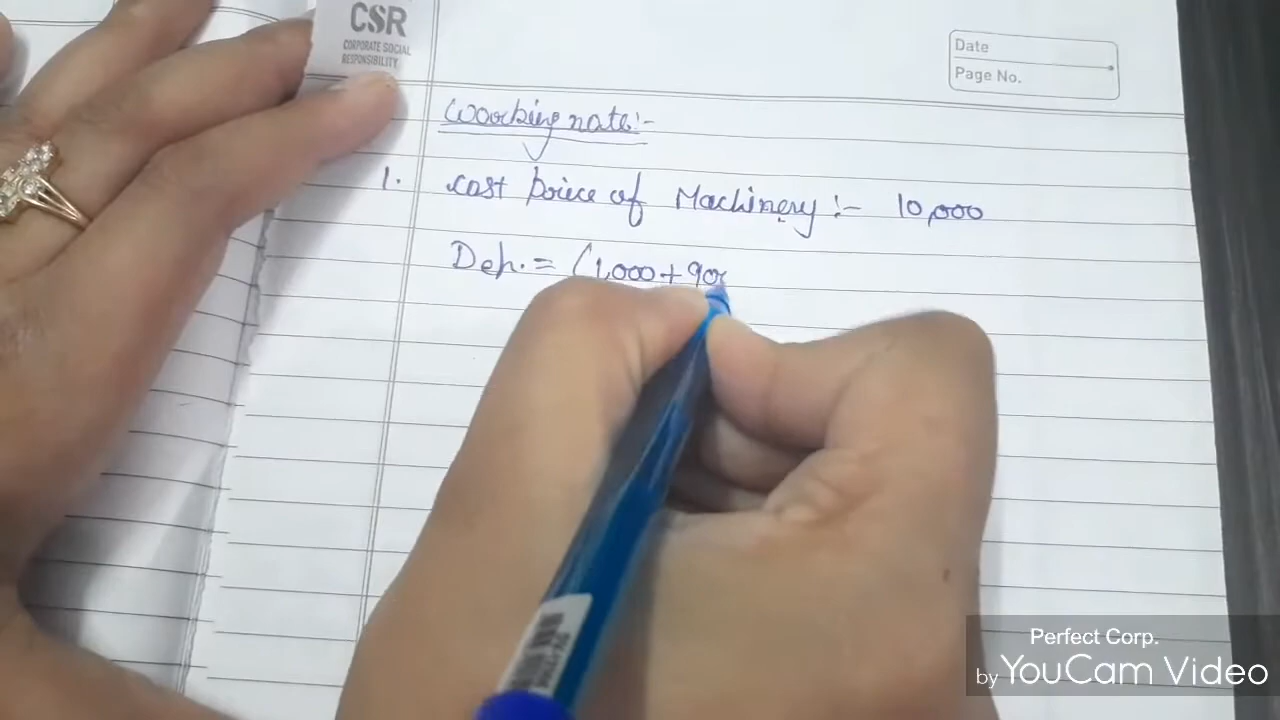 CSR
CORPORATE SOCIAL
RESPONSIBILITY
Date
Page No.
Working note:-
1. Cost price of Machinery :- 10,000
Dep. = (1,000 + 900
Perfect Corp.
by YouCam Video